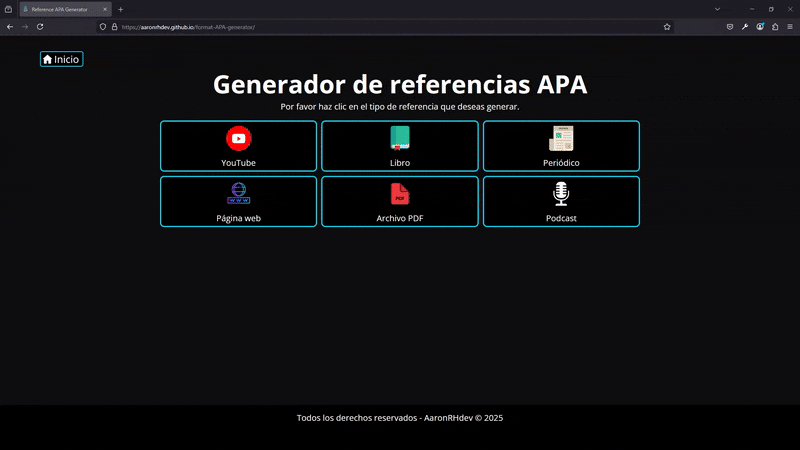 Reference APA Generator
https://aaronrhdev.github.io/format-APA-generator/
Inicio
Generador de referencias APA
Por favor haz clic en el tipo de referencia que deseas generar.
YouTube
Libro
Periódico
WWW
Página web
PDF
Archivo PDF
Podcast
Todos los derechos reservados - AaronRHdev © 2025